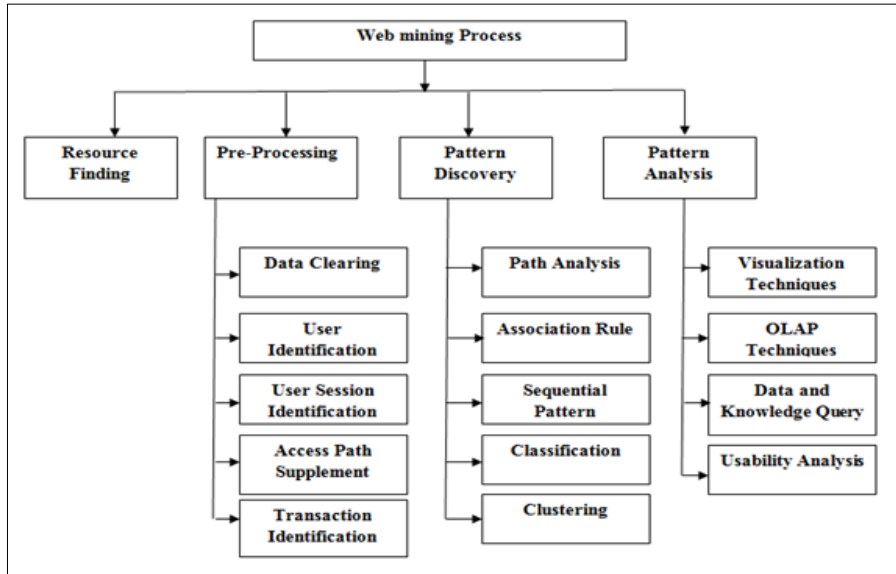 Web mining Process
Resource
Finding
Pre-Processing
Pattern
Discovery
Pattern
Analysis
Data Clearing
User
Identification
User Session
Identification
Access Path
Supplement
Transaction
Identification
Path Analysis
Association Rule
Sequential
Pattern
Classification
Clustering
Visualization
Techniques
OLAP
Techniques
Data and
Knowledge Query
Usability Analysis